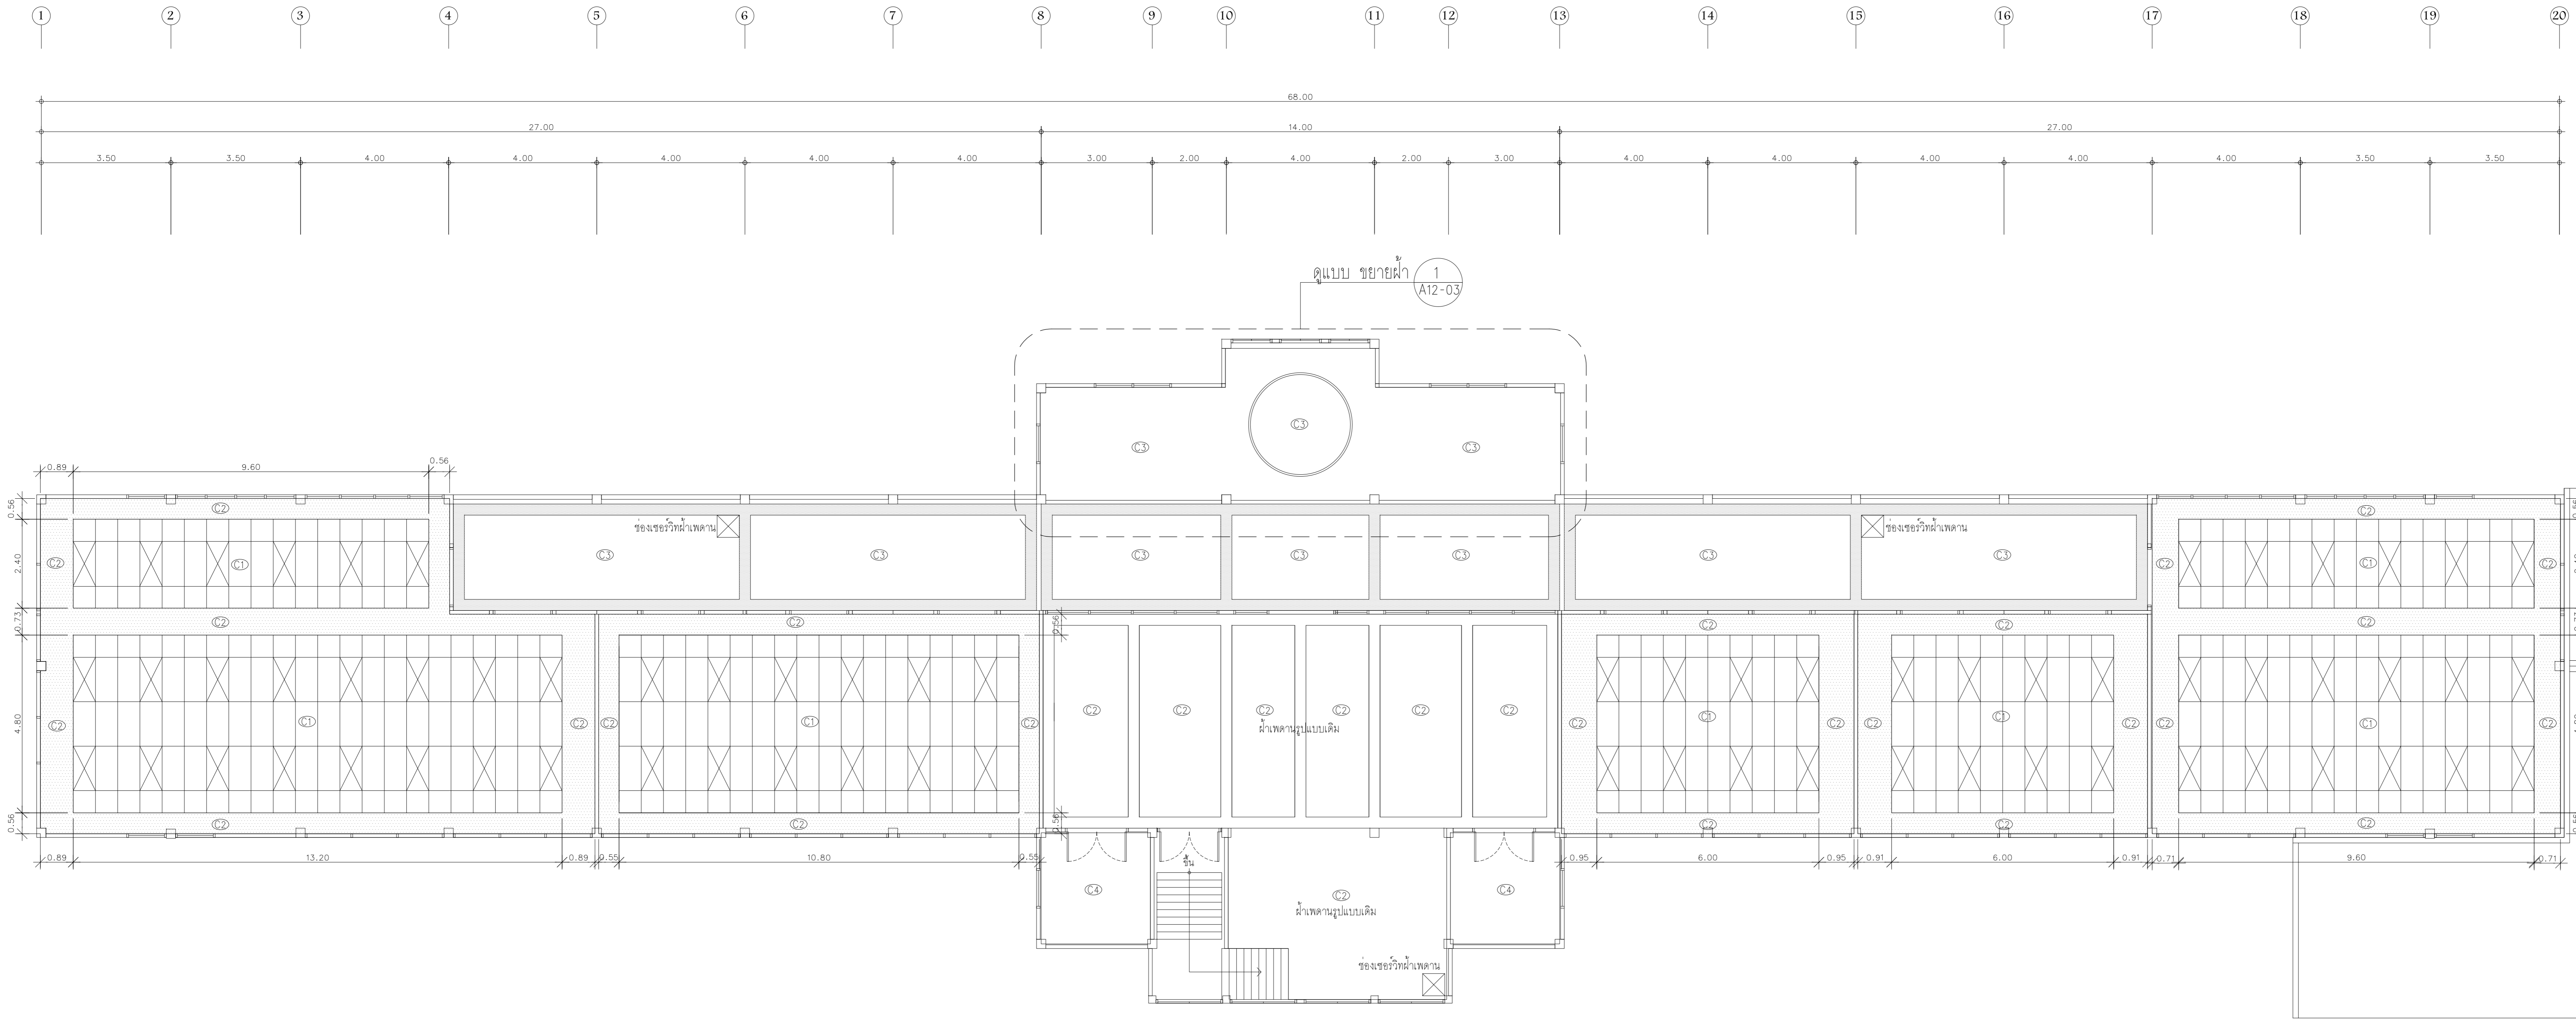 1 2 3 4 5 6 7 8 9 10 11 12 13 14 15 16 17 18 19 20
68.00
27.00 14.00 27.00
3.50 3.50 4.00 4.00 4.00 4.00 4.00 3.00 2.00 4.00 2.00 3.00 4.00 4.00 4.00 4.00 4.00 3.50 3.50
ดูแบบ ขยายฝ้า 1
A12-03
C3
C3 C3
0.89 9.60 0.56
0.56
C2 C2
ช่องเซอร์วิทฝ้าเพดาน ช่องเซอร์วิทฝ้าเพดาน
C3 C3 C3 C3 C3 C3 C3
2.40 C2 C1 C2 C1 C2
0.73 C2 C2 0.56 C2 C2 C2
C2 C2 C2 C2 C2 C2
4.80 C2 C1 C2 C2 C1 C2 C2 C1 C2 C2 C1 C2 C2 C1 C2
ฝ้าเพดานรูปแบบเดิม
0.56 C2 C2 0.56 C2 C2 C2 0.56
0.89 13.20 0.89 0.55 10.80 0.55 0.95 6.00 0.95 0.91 6.00 0.91 0.71 9.60 0.71
ขึ้น
C4 C2 C4
ฝ้าเพดานรูปแบบเดิม
ช่องเซอร์วิทฝ้าเพดาน